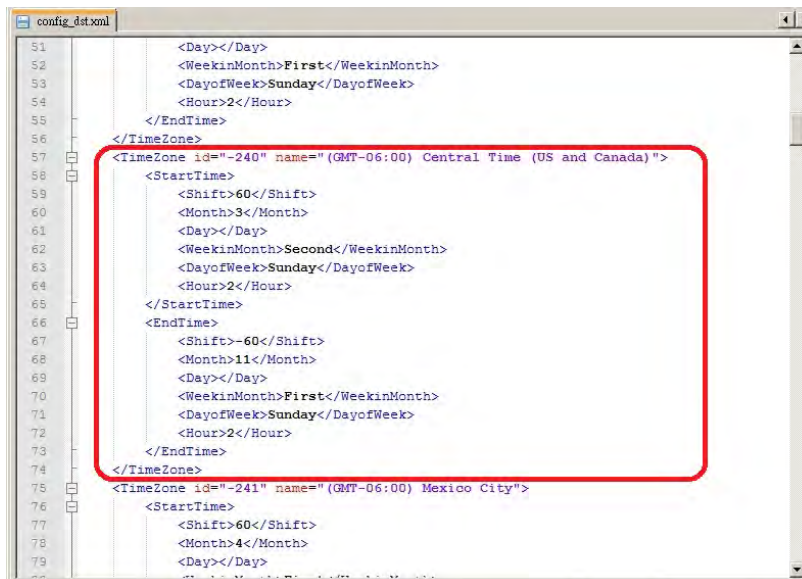 config_dst.xml
51 <Day></Day>
52 <WeekinMonth>First</WeekinMonth>
53 <DayofWeek>Sunday</DayofWeek>
54 <Hour>2</Hour>
55 </EndTime>
56 </TimeZone>
57 <TimeZone id="-240" name="(GMT-06:00) Central Time (US and Canada)">
58 <StartTime>
59 <Shift>60</Shift>
60 <Month>3</Month>
61 <Day></Day>
62 <WeekinMonth>Second</WeekinMonth>
63 <DayofWeek>Sunday</DayofWeek>
64 <Hour>2</Hour>
65 </StartTime>
66 <EndTime>
67 <Shift>-60</Shift>
68 <Month>11</Month>
69 <Day></Day>
70 <WeekinMonth>First</WeekinMonth>
71 <DayofWeek>Sunday</DayofWeek>
72 <Hour>2</Hour>
73 </EndTime>
74 </TimeZone>
75 <TimeZone id="-241" name="(GMT-06:00) Mexico City">
76 <StartTime>
77 <Shift>60</Shift>
78 <Month>4</Month>
79 <Day></Day>